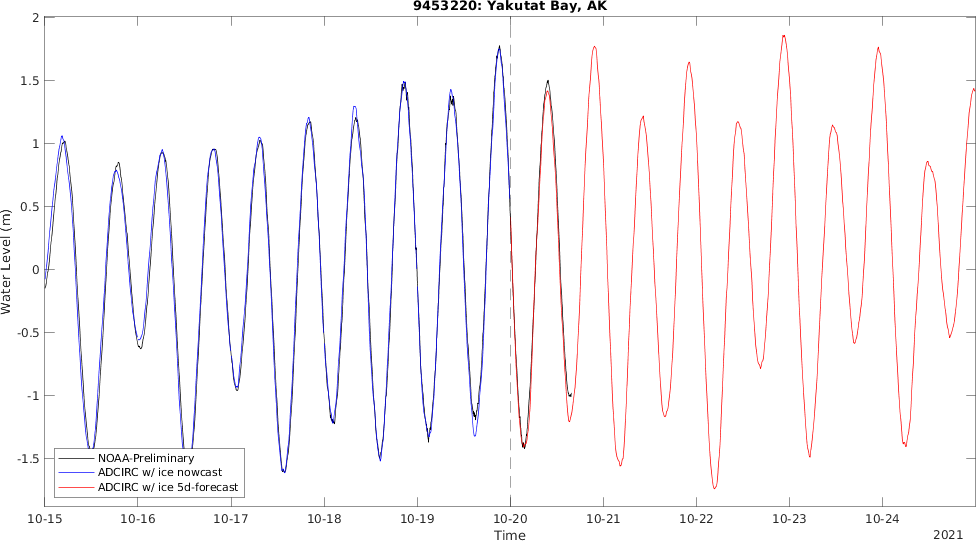 9453220: Yakutat Bay, AK
Water Level (m)
2
1.5
1
0.5
0
-0.5
-1
-1.5
NOAA-Preliminary
ADCIRC w/ ice nowcast
ADCIRC w/ ice 5d-forecast
10-15 10-16 10-17 10-18 10-19 10-20 10-21 10-22 10-23 10-24
Time
2021